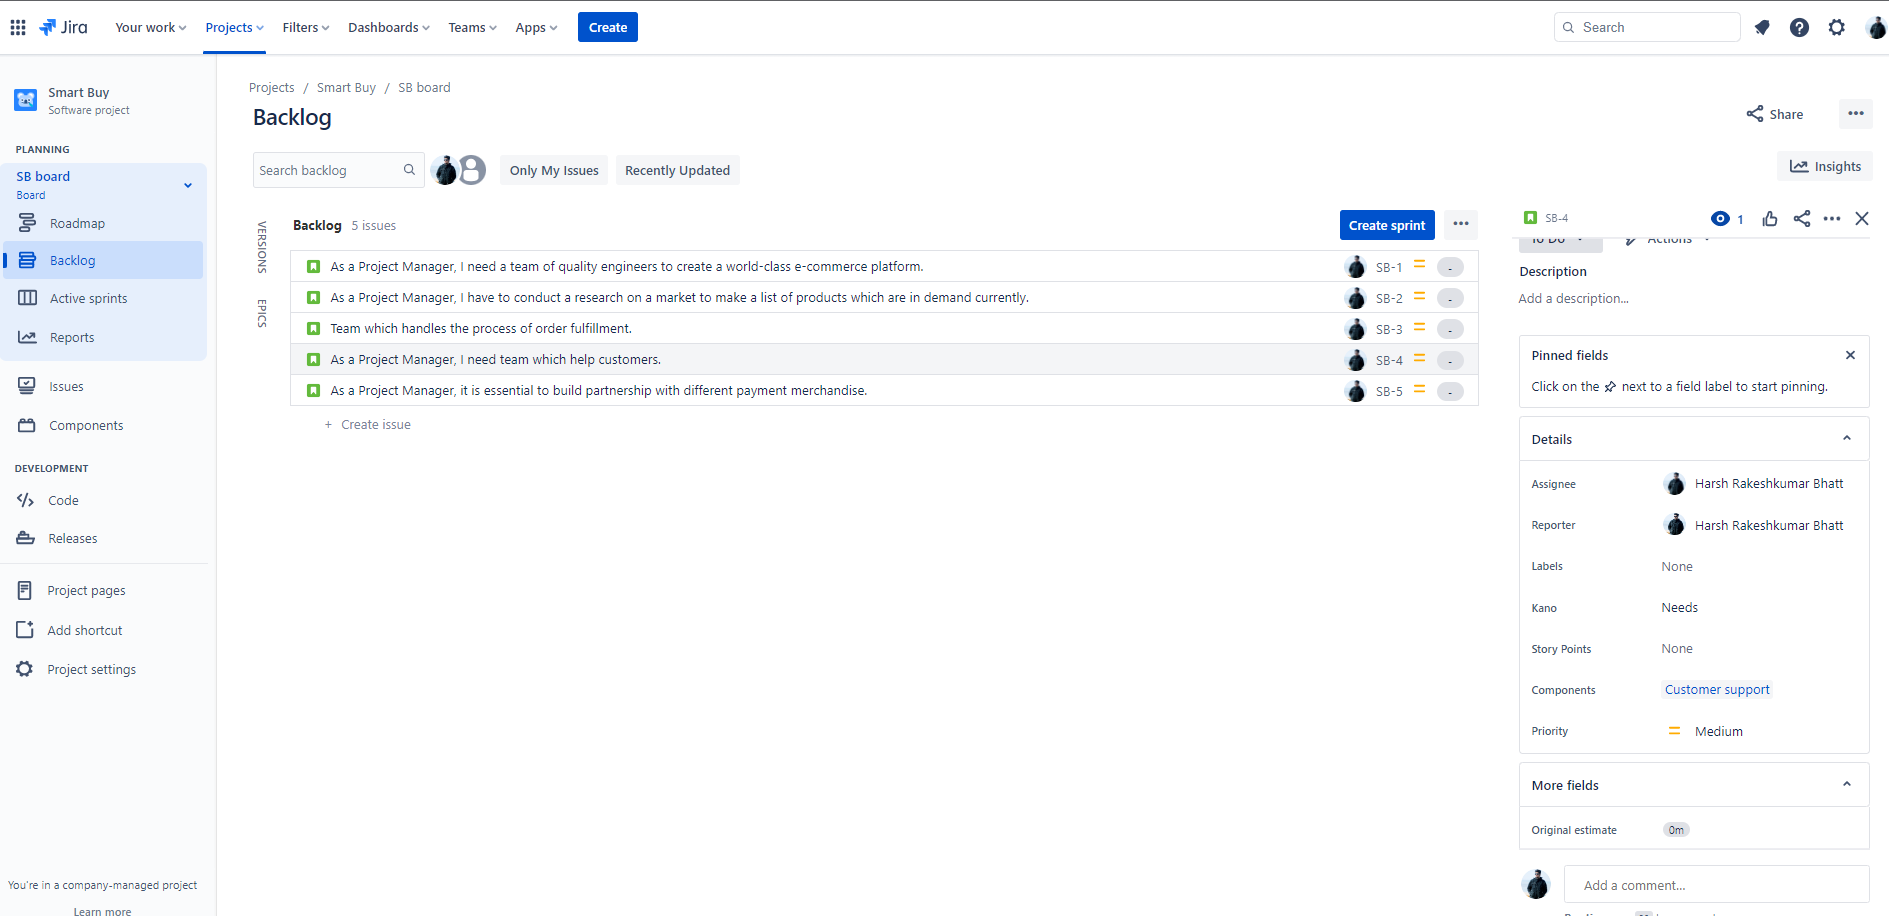 Jira Your work Projects Filters Dashboards Teams Apps Create Search
Smart Buy
Software project
PLANNING
SB board
Board
Roadmap
Backlog
Active sprints
Reports
Issues
Components
DEVELOPMENT
Code
Releases
Project pages
Add shortcut
Project settings
You're in a company-managed project
Learn more
Projects / Smart Buy / SB board
Backlog
Share
Search backlog Only My Issues Recently Updated
Insights
VERSIONS
EPICS
Backlog 5 issues Create sprint
As a Project Manager, I need a team of quality engineers to create a world-class e-commerce platform. SB-1 -
As a Project Manager, I have to conduct a research on a market to make a list of products which are in demand currently. SB-2 -
Team which handles the process of order fulfillment. SB-3 -
As a Project Manager, I need team which help customers. SB-4 -
As a Project Manager, it is essential to build partnership with different payment merchandise. SB-5 -
+ Create issue
SB-4 1
To Do Actions
Description
Add a description...
Pinned fields
Click on the next to a field label to start pinning.
Details
Assignee Harsh Rakeshkumar Bhatt
Reporter Harsh Rakeshkumar Bhatt
Labels None
Kano Needs
Story Points None
Components Customer support
Priority Medium
More fields
Original estimate 0m
Add a comment...